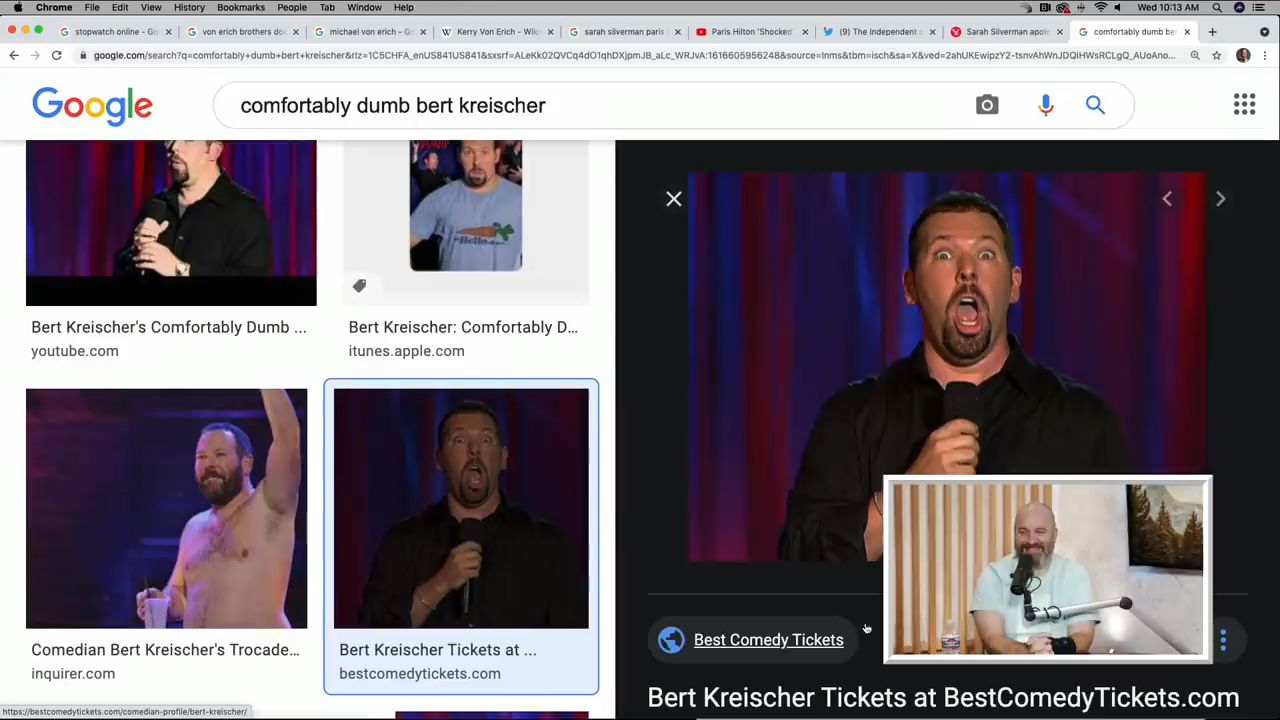 Chrome File Edit View History Bookmarks People Tab Window Help Wed 10:13 AM
stopwatch online - Go von erich brothers do michael von erich - Go Kerry Von Erich - Wiki sarah silverman paris Paris Hilton 'Shocked' (9) The Independent Sarah Silverman apol comfortably dumb be
Google
comfortably dumb bert kreischer
Bert Kreischer's Comfortably Dumb ...
youtube.com
Bert Kreischer: Comfortably D...
itunes.apple.com
Hello
Comedian Bert Kreischer's Trocade...
inquirer.com
Bert Kreischer Tickets at ...
bestcomedytickets.com
Best Comedy Tickets
Bert Kreischer Tickets at BestComedyTickets.com
https://bestcomedytickets.com/comedian-profile/bert-kreischer/